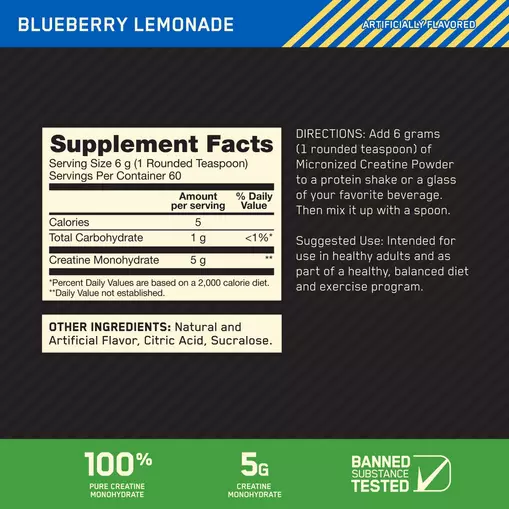 BLUEBERRY LEMONADE
ARTIFICIALLY FLAVORED
Supplement Facts
Serving Size 6 g (1 Rounded Teaspoon)
Servings Per Container 60
Amount per serving % Daily Value
Calories 5
Total Carbohydrate 1 g <1%*
Creatine Monohydrate 5 g **
*Percent Daily Values are based on a 2,000 calorie diet.
**Daily Value not established.
OTHER INGREDIENTS: Natural and
Artificial Flavor, Citric Acid, Sucralose.
DIRECTIONS: Add 6 grams
(1 rounded teaspoon) of
Micronized Creatine Powder
to a protein shake or a glass
of your favorite beverage.
Then mix it up with a spoon.
Suggested Use: Intended for
use in healthy adults and as
part of a healthy, balanced diet
and exercise program.
100%
PURE CREATINE
MONOHYDRATE
5G
CREATINE
MONOHYDRATE
BANNED
SUBSTANCE
TESTED